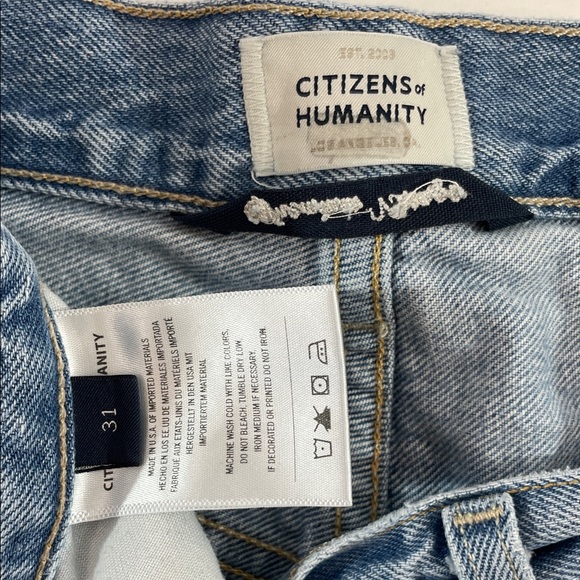 EST. 2003
CITIZENS of
HUMANITY
31
MADE IN U.S.A. OF IMPORTED MATERIALS
HECHO EN LOS EE.UU DE MATERIALES IMPORTADA
FABRIQUE AUX ETATS-UNIS DU MATERIELS IMPORTÉ
HERGESTELLT IN DEN USA MIT
IMPORTIERTEM MATERIAL
MACHINE WASH COLD WITH LIKE COLORS,
DO NOT BLEACH. TUMBLE DRY LOW.
IRON MEDIUM IF NECESSARY.
IF DECORATED OR PRINTED DO NOT IRON.